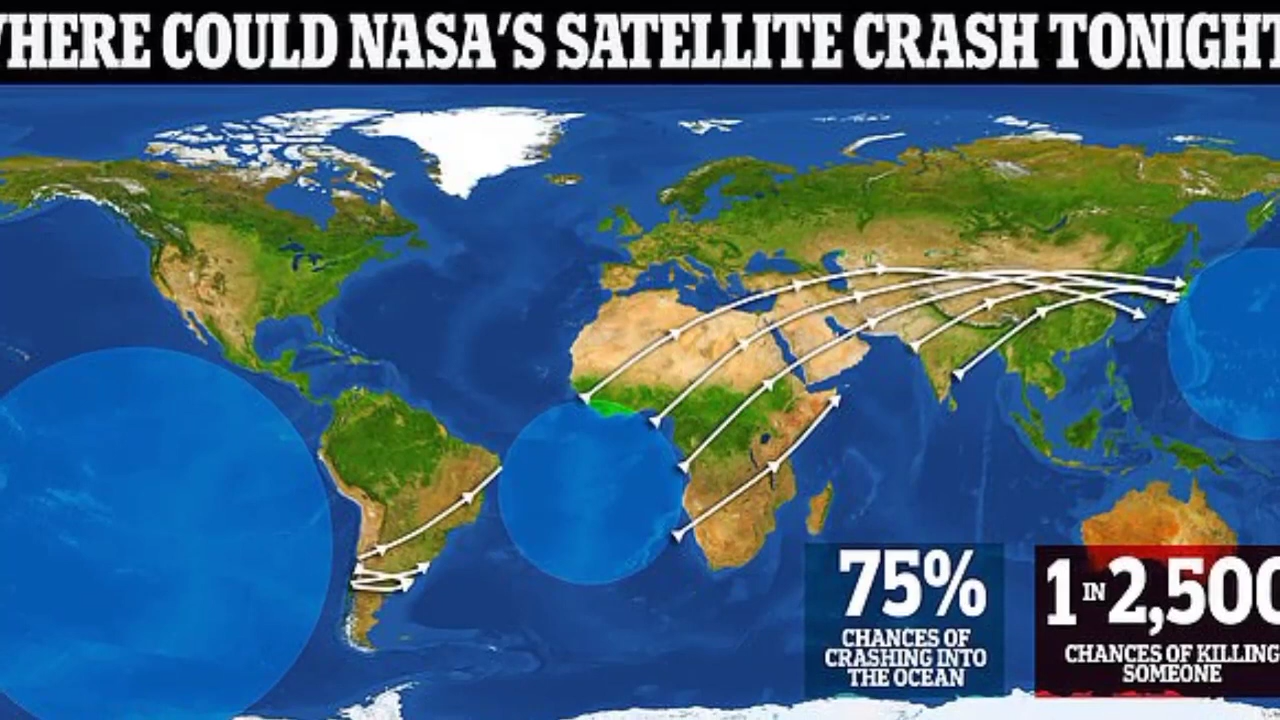 HERE COULD NASA'S SATELLITE CRASH TONIGHT
75%
CHANCES OF
CRASHING INTO
THE OCEAN
1 IN 2,500
CHANCES OF KILLING
SOMEONE